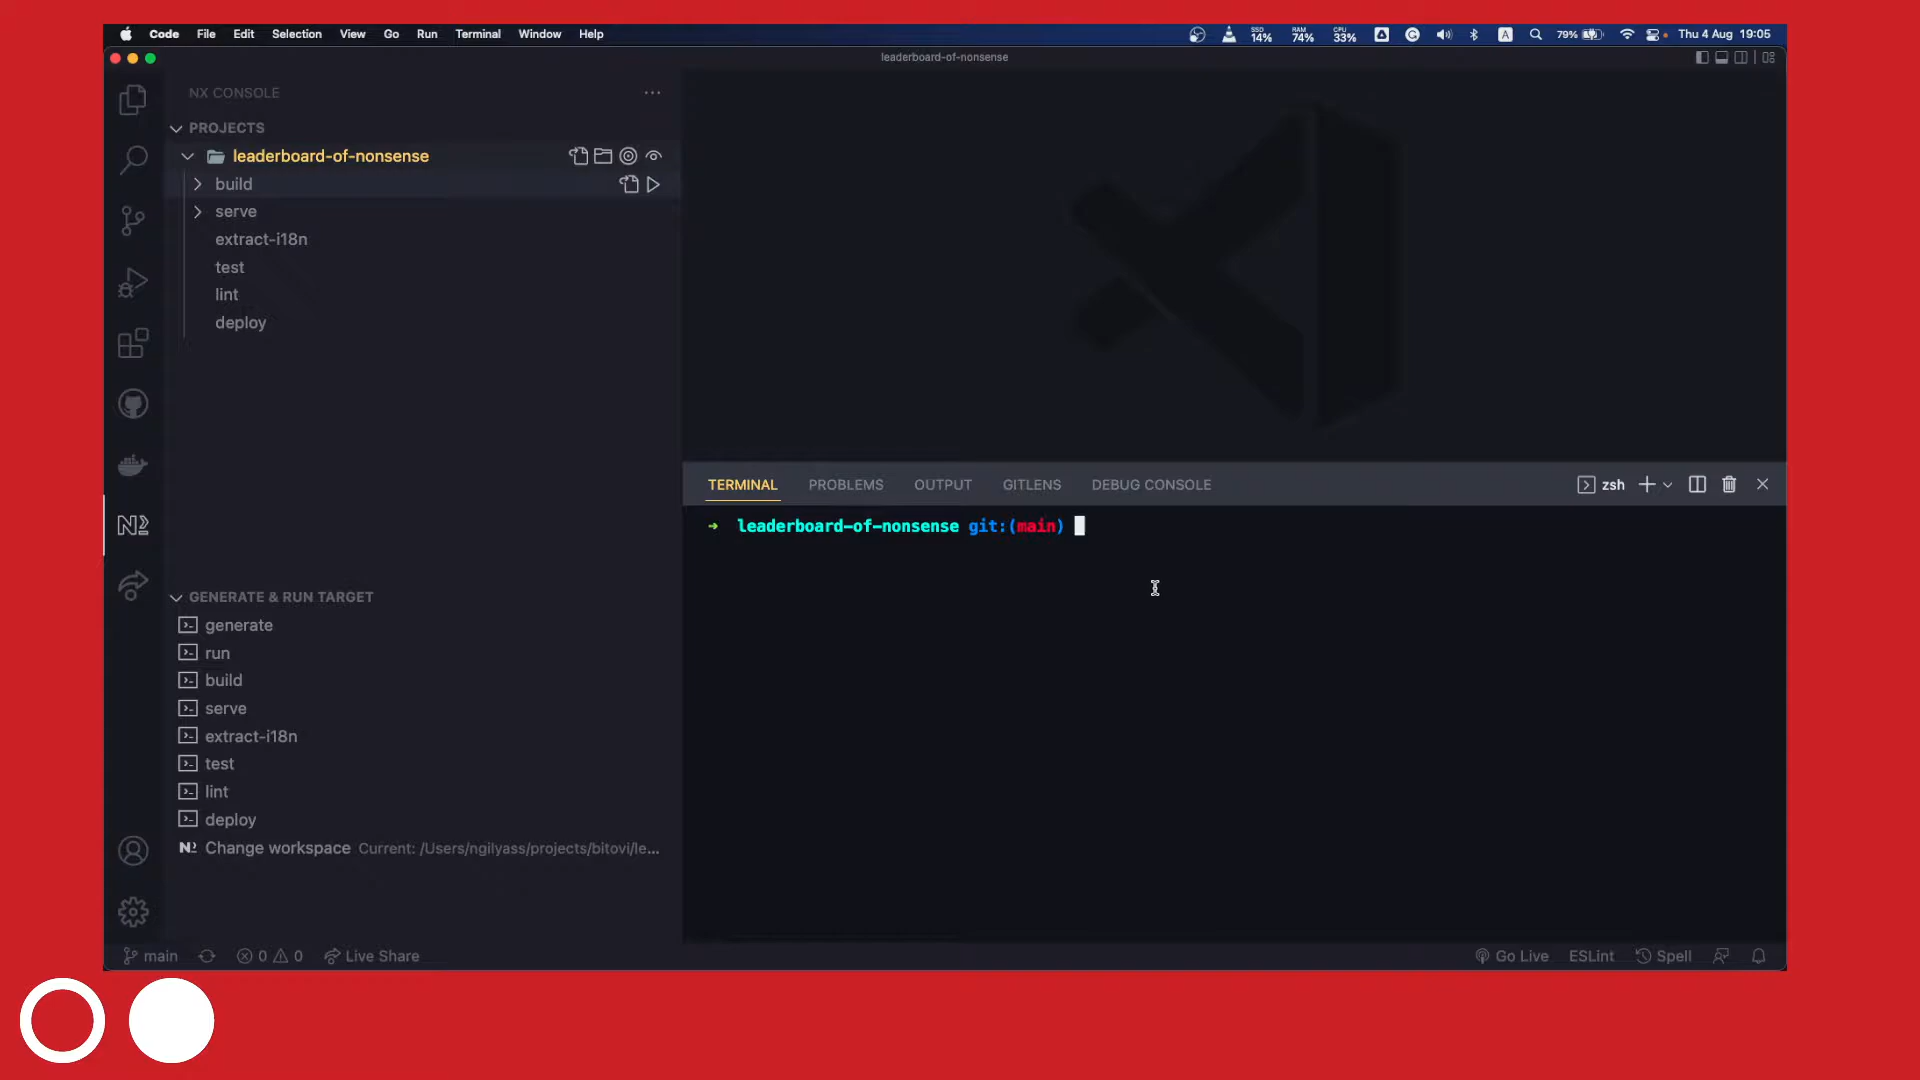 Code File Edit Selection View Go Run Terminal Window Help
SSD 14% RAM 74% CPU 33% A 79% Thu 4 Aug 19:05
leaderboard-of-nonsense
NX CONSOLE
PROJECTS
leaderboard-of-nonsense
build
serve
extract-i18n
test
lint
deploy
TERMINAL PROBLEMS OUTPUT GITLENS DEBUG CONSOLE zsh
→ leaderboard-of-nonsense git:(main)
GENERATE & RUN TARGET
generate
run
build
serve
extract-i18n
test
lint
deploy
Change workspace Current: /Users/ngilyass/projects/bitovi/le...
main 0 0 Live Share Go Live ESLint Spell